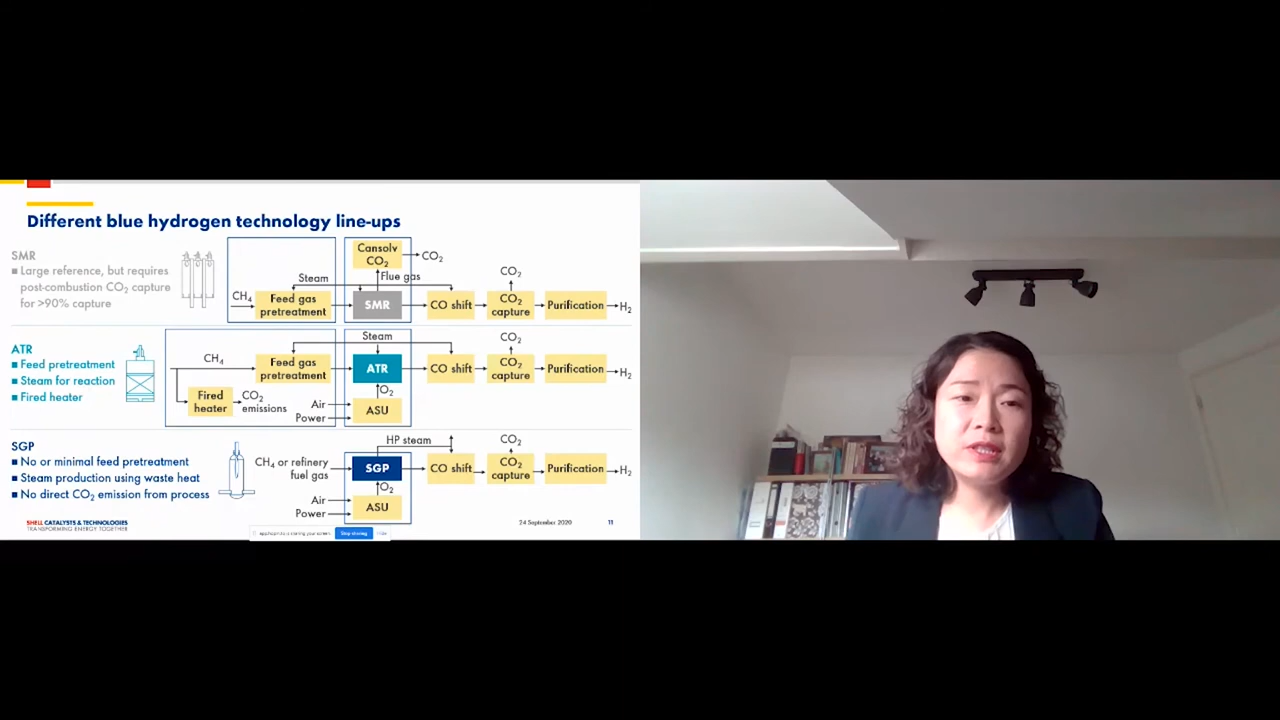 Different blue hydrogen technology line-ups
SMR
Large reference, but requires
post-combustion CO₂ capture
for >90% capture
Cansolv
CO₂
CO₂
Steam
Flue gas
CO₂
CH₄
Feed gas
pretreatment
SMR
CO shift
CO₂
capture
Purification
H₂
ATR
Feed pretreatment
Steam for reaction
Fired heater
Steam
CO₂
CH₄
Feed gas
pretreatment
ATR
CO shift
CO₂
capture
Purification
H₂
Fired
heater
CO₂
emissions
O₂
Air
Power
ASU
SGP
No or minimal feed pretreatment
Steam production using waste heat
No direct CO₂ emission from process
HP steam
CO₂
CH₄ or refinery
fuel gas
SGP
CO shift
CO₂
capture
Purification
H₂
O₂
Air
Power
ASU
SHELL CATALYSTS & TECHNOLOGIES
TRANSFORMING ENERGY TOGETHER
24 September 2020
11
is sharing your screen.
Stop sharing
Hide